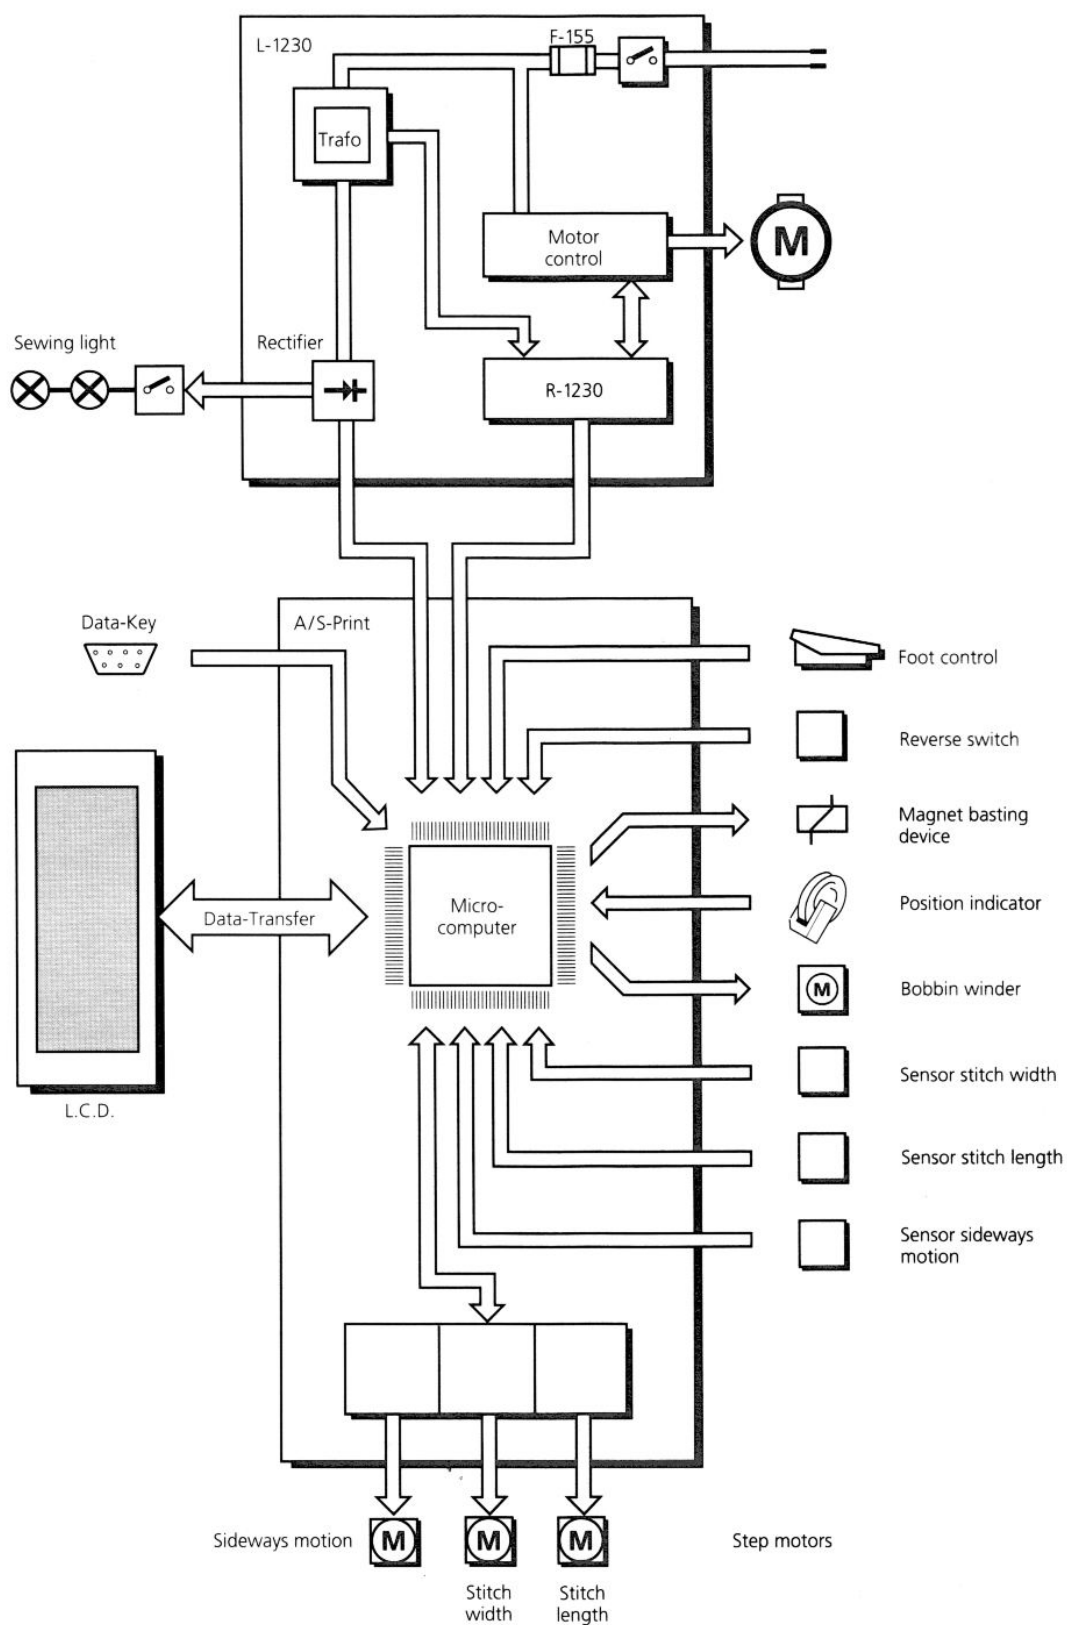 L-1230
F-155
Trafo
Motor
control
M
Sewing light
Rectifier
R-1230
Data-Key
A/S-Print
Foot control
Reverse switch
Magnet basting
device
Micro-
computer
Position indicator
Data-Transfer
M
Bobbin winder
Sensor stitch width
L.C.D.
Sensor stitch length
Sensor sideways
motion
Sideways motion
M
M
M
Step motors
Stitch
width
Stitch
length